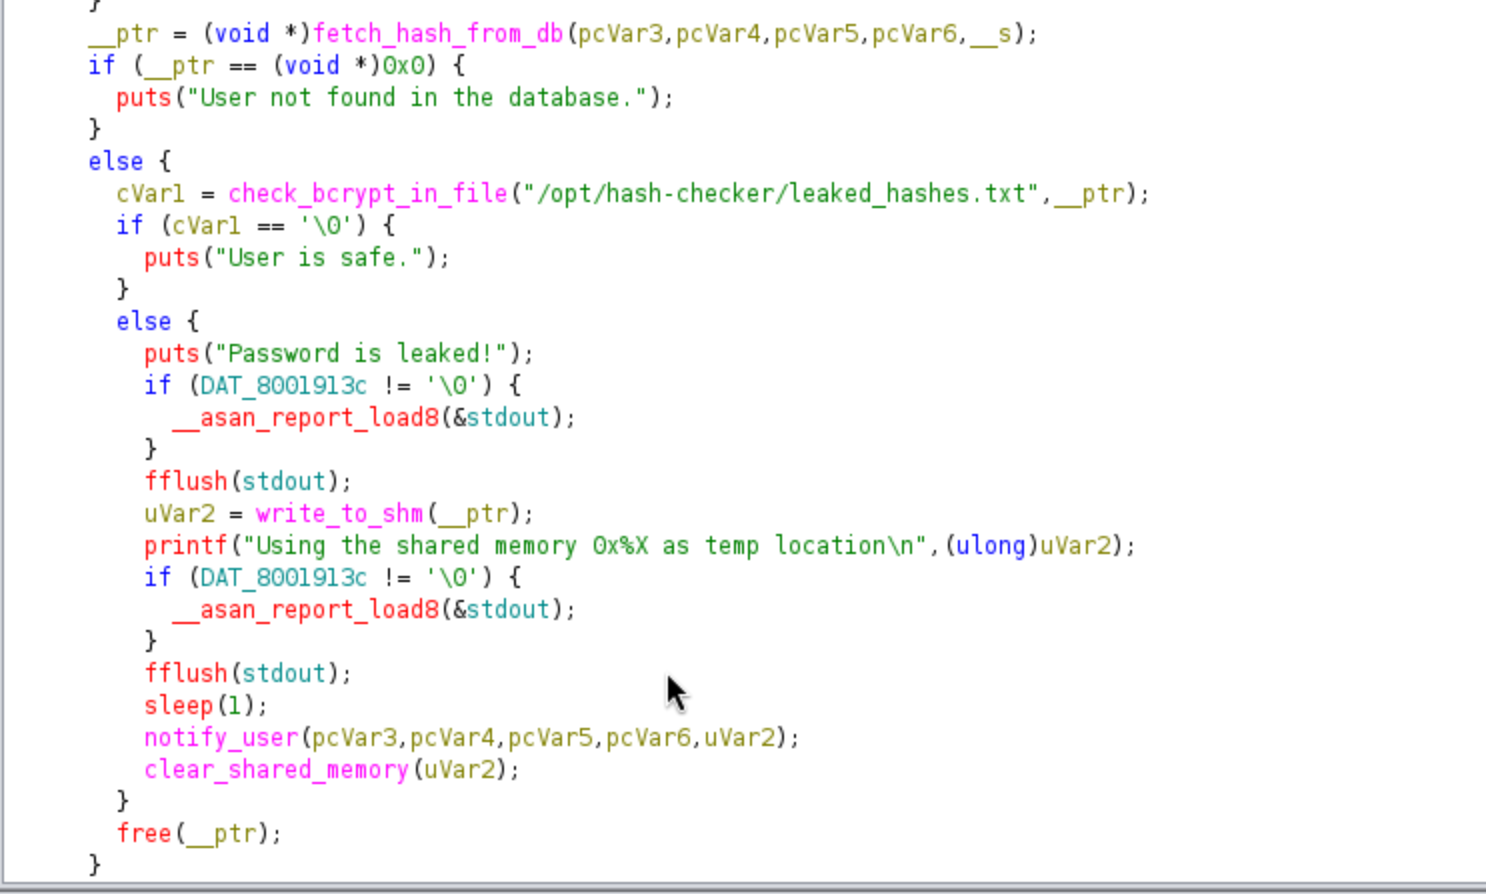 }
__ptr = (void *)fetch_hash_from_db(pcVar3,pcVar4,pcVar5,pcVar6,__s);
if (__ptr == (void *)0x0) {
puts("User not found in the database.");
}
else {
cVar1 = check_bcrypt_in_file("/opt/hash-checker/leaked_hashes.txt",__ptr);
if (cVar1 == '\0') {
puts("User is safe.");
}
else {
puts("Password is leaked!");
if (DAT_8001913c != '\0') {
__asan_report_load8(&stdout);
}
fflush(stdout);
uVar2 = write_to_shm(__ptr);
printf("Using the shared memory 0x%X as temp location\n",(ulong)uVar2);
if (DAT_8001913c != '\0') {
__asan_report_load8(&stdout);
}
fflush(stdout);
sleep(1);
notify_user(pcVar3,pcVar4,pcVar5,pcVar6,uVar2);
clear_shared_memory(uVar2);
}
free(__ptr);
}